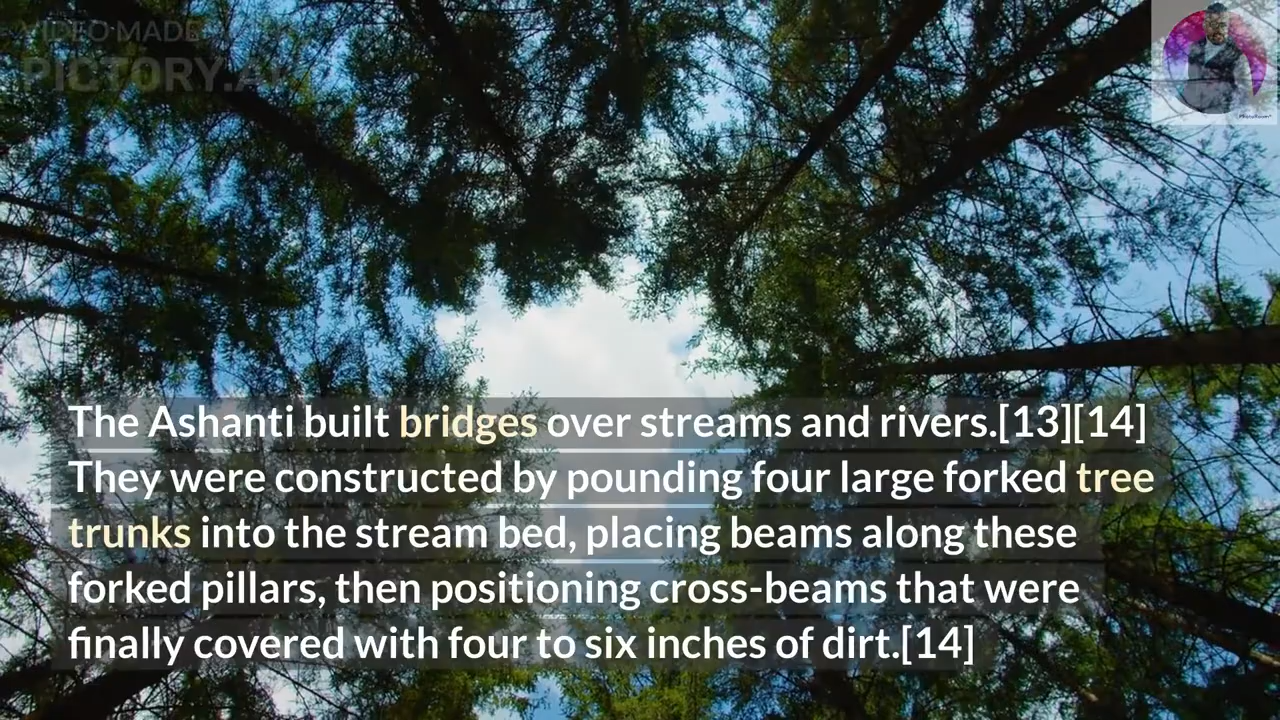 VIDEO MADE
PICTORY.A
The Ashanti built bridges over streams and rivers.[13][14]
They were constructed by pounding four large forked tree
trunks into the stream bed, placing beams along these
forked pillars, then positioning cross-beams that were
finally covered with four to six inches of dirt.[14]